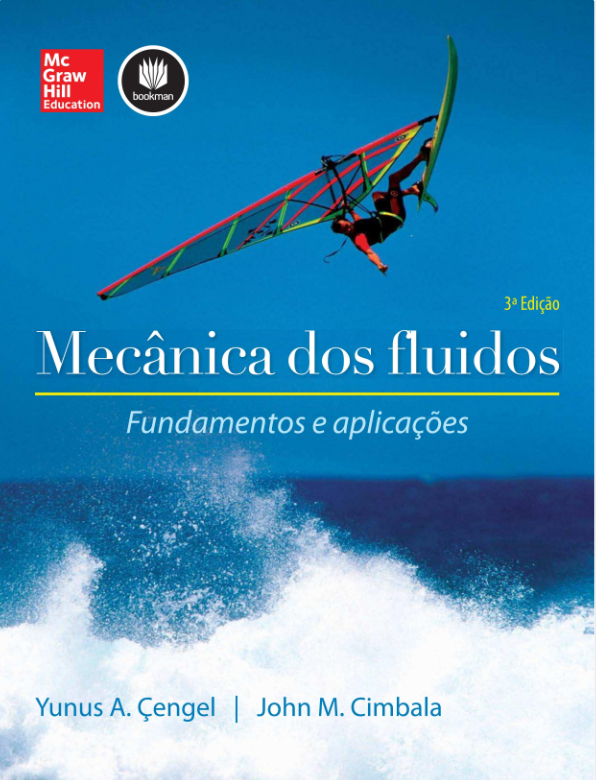 Mc
Graw
Hill
Education
bookman
3ª Edição
Mecânica dos fluidos
Fundamentos e aplicações
Yunus A. Çengel | John M. Cimbala